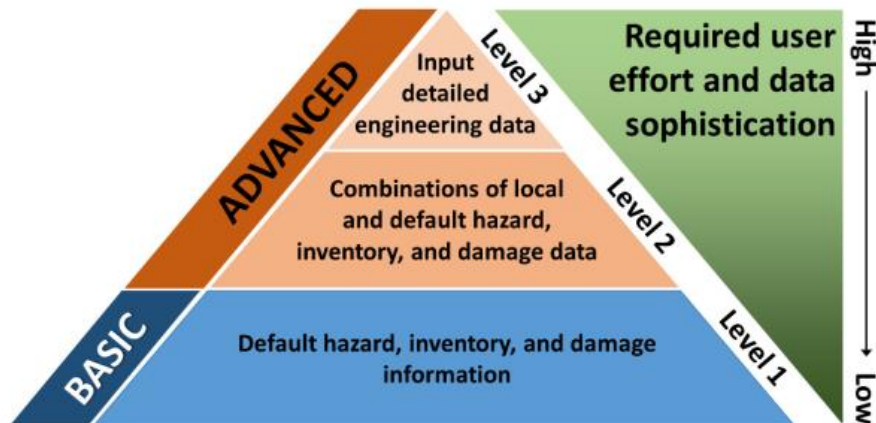 ADVANCED
BASIC
Input
detailed
engineering data
Combinations of local
and default hazard,
inventory, and damage data
Default hazard, inventory, and damage
information
Level 3
Level 2
Level 1
Required user
effort and data
sophistication
High
Low